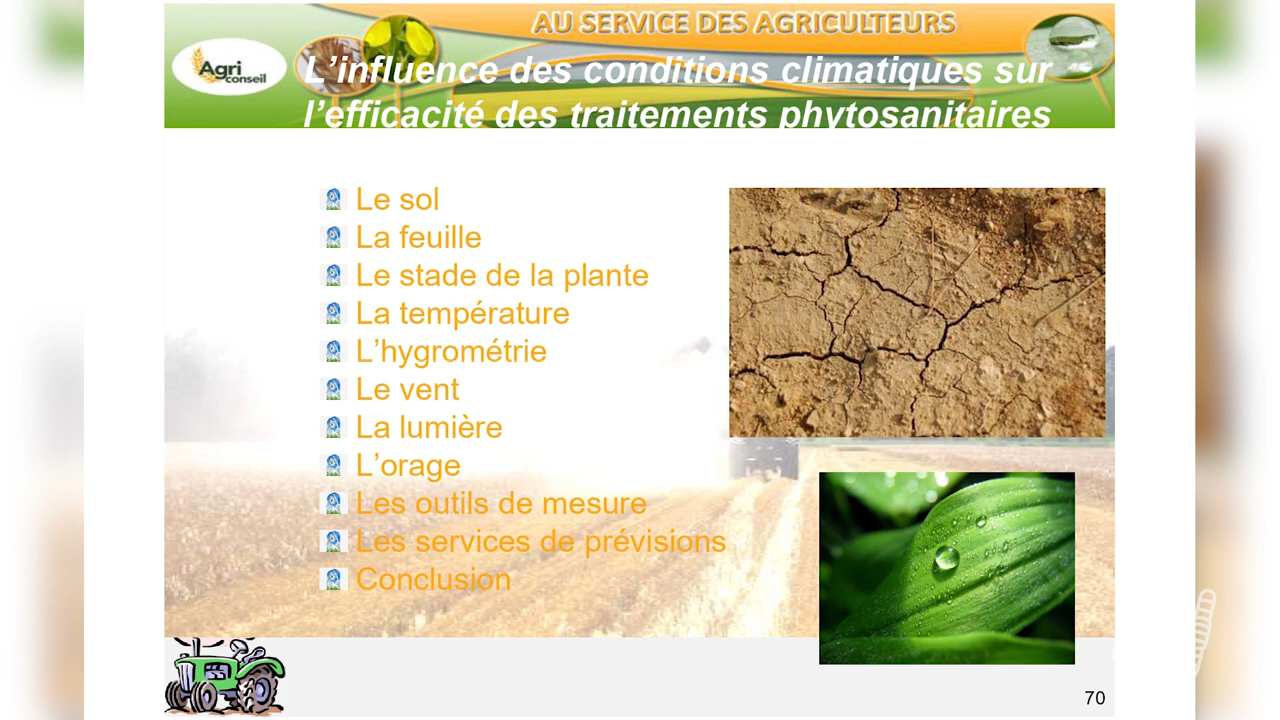 AU SERVICE DES AGRICULTEURS
Agri
conseil
L’influence des conditions climatiques sur
l’efficacité des traitements phytosanitaires
Le sol
La feuille
Le stade de la plante
La température
L’hygrométrie
Le vent
La lumière
L’orage
Les outils de mesure
Les services de prévisions
Conclusion
70